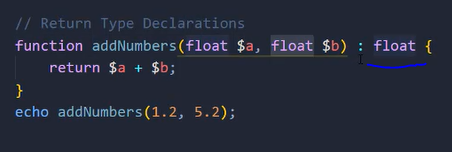 // Return Type Declarations
function addNumbers(float $a, float $b) : float {
    return $a + $b;
}
echo addNumbers(1.2, 5.2);